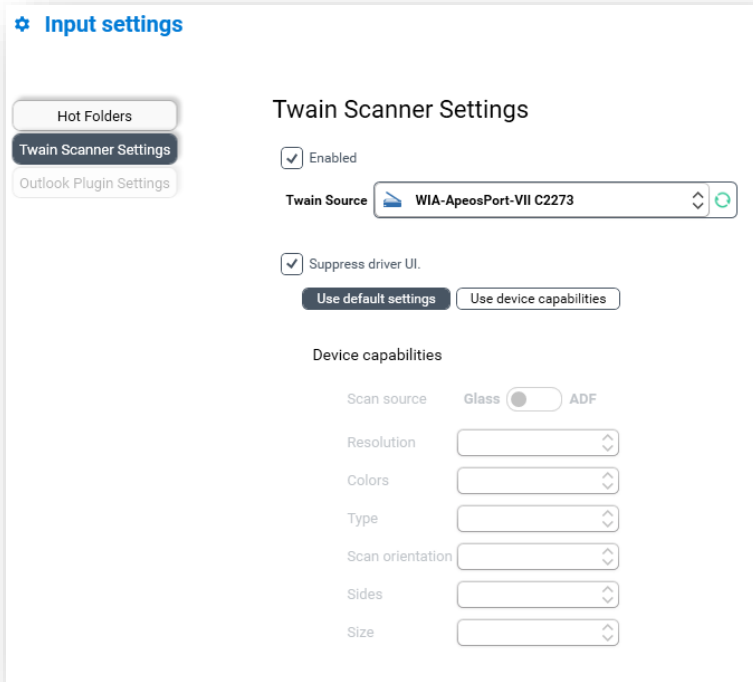 Input settings
Hot Folders
Twain Scanner Settings
Outlook Plugin Settings
Twain Scanner Settings
Enabled
Twain Source WIA-ApeosPort-VII C2273
Suppress driver UI.
Use default settings Use device capabilities
Device capabilities
Scan source Glass ADF
Resolution
Colors
Type
Scan orientation
Sides
Size